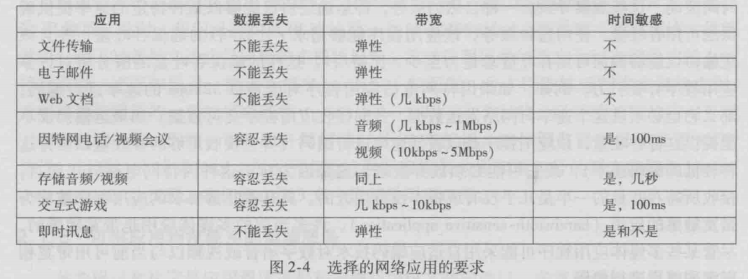 应用 数据丢失 带宽 时间敏感
文件传输 不能丢失 弹性 不
电子邮件 不能丢失 弹性 不
Web 文档 不能丢失 弹性（几 kbps） 不
因特网电话/视频会议 容忍丢失 音频（几 kbps~1Mbps） 是，100ms
视频（10kbps~5Mbps）
存储音频/视频 容忍丢失 同上 是，几秒
交互式游戏 容忍丢失 几 kbps~10kbps 是，100ms
即时讯息 不能丢失 弹性 是和不是
图 2-4 选择的网络应用的要求